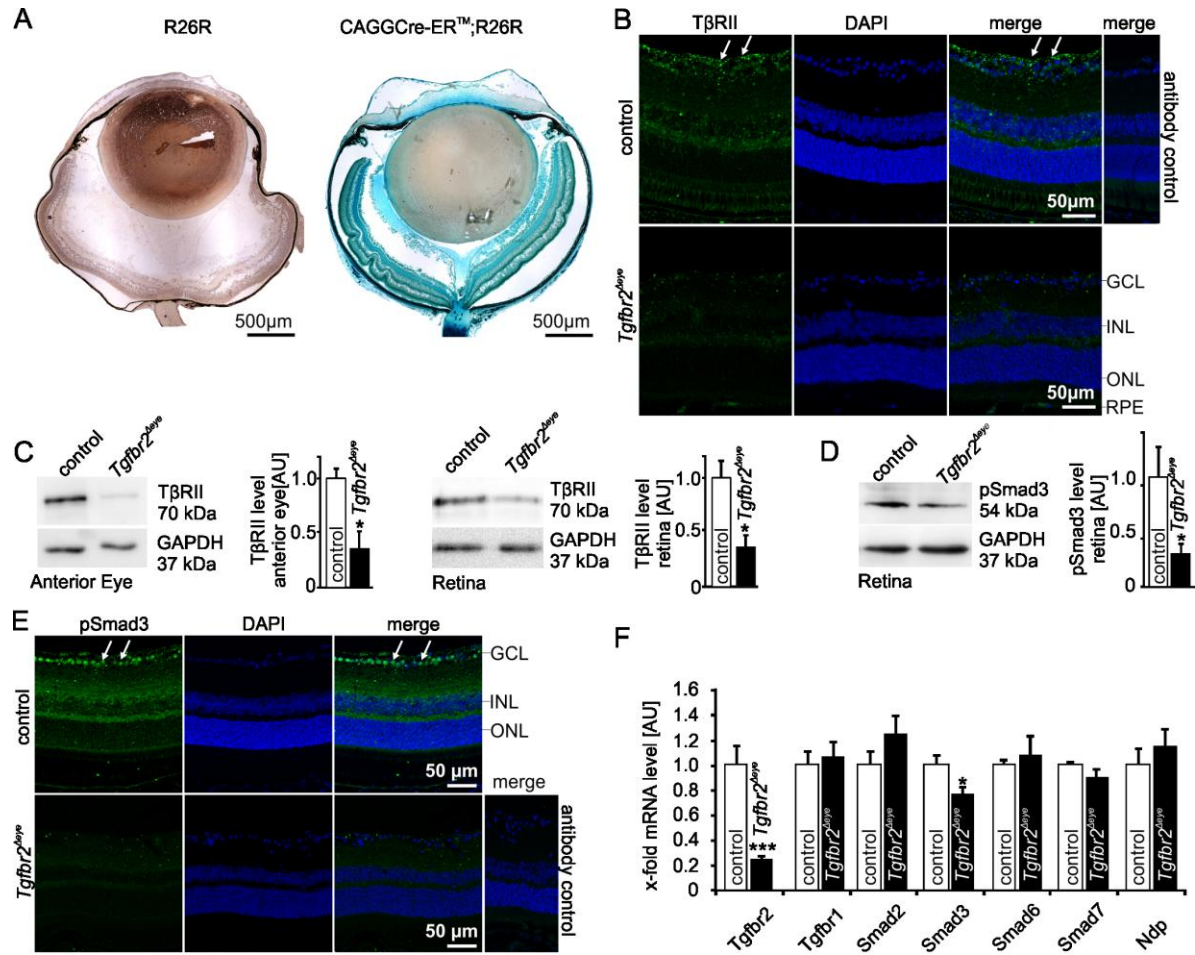 A
R26R
CAGGCre-ER™;R26R
500µm
500µm
B
TβRII
DAPI
merge
merge
control
antibody control
50µm
Tgfbr2Δeye
GCL
INL
ONL
RPE
50µm
C
control
Tgfbr2Δeye
TβRII
70 kDa
GAPDH
37 kDa
Anterior Eye
TβRII level
anterior eye[AU]
1.0
0.5
0
control
Tgfbr2Δeye
*
control
Tgfbr2Δeye
TβRII
70 kDa
GAPDH
37 kDa
Retina
TβRII level
retina [AU]
1.0
0.5
0
control
Tgfbr2Δeye
*
D
control
Tgfbr2Δeye
pSmad3
54 kDa
GAPDH
37 kDa
Retina
pSmad3 level
retina [AU]
1.0
0.5
0
control
Tgfbr2Δeye
*
E
pSmad3
DAPI
merge
control
GCL
INL
ONL
50 µm
merge
Tgfbr2Δeye
50 µm
antibody control
F
x-fold mRNA level [AU]
1.6
1.4
1.2
1.0
0.8
0.6
0.4
0.2
0
control
Tgfbr2Δeye
***
control
Tgfbr2Δeye
control
Tgfbr2Δeye
control
Tgfbr2Δeye
*
control
Tgfbr2Δeye
control
Tgfbr2Δeye
control
Tgfbr2Δeye
Tgfbr2
Tgfbr1
Smad2
Smad3
Smad6
Smad7
Ndp